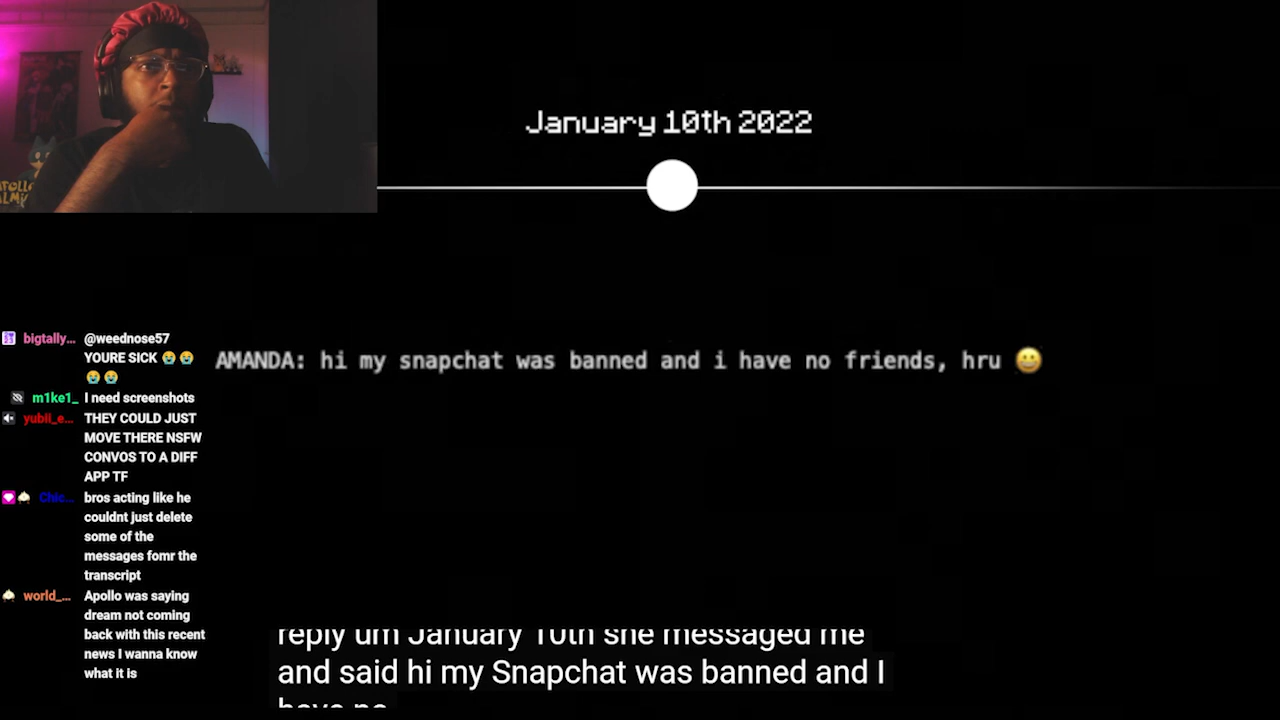 January 10th 2022
AMANDA: hi my snapchat was banned and i have no friends, hru 😀
bigtally… @weednose57
YOURE SICK 😭 😭
😭 😭
m1ke1_ I need screenshots
yubli_e… THEY COULD JUST
MOVE THERE NSFW
CONVOS TO A DIFF
APP TF
Chic… bros acting like he
couldnt just delete
some of the
messages fomr the
transcript
world_… Apollo was saying
dream not coming
back with this recent
news I wanna know
what it is
reply um January 10th she messaged me
and said hi my Snapchat was banned and I
have no